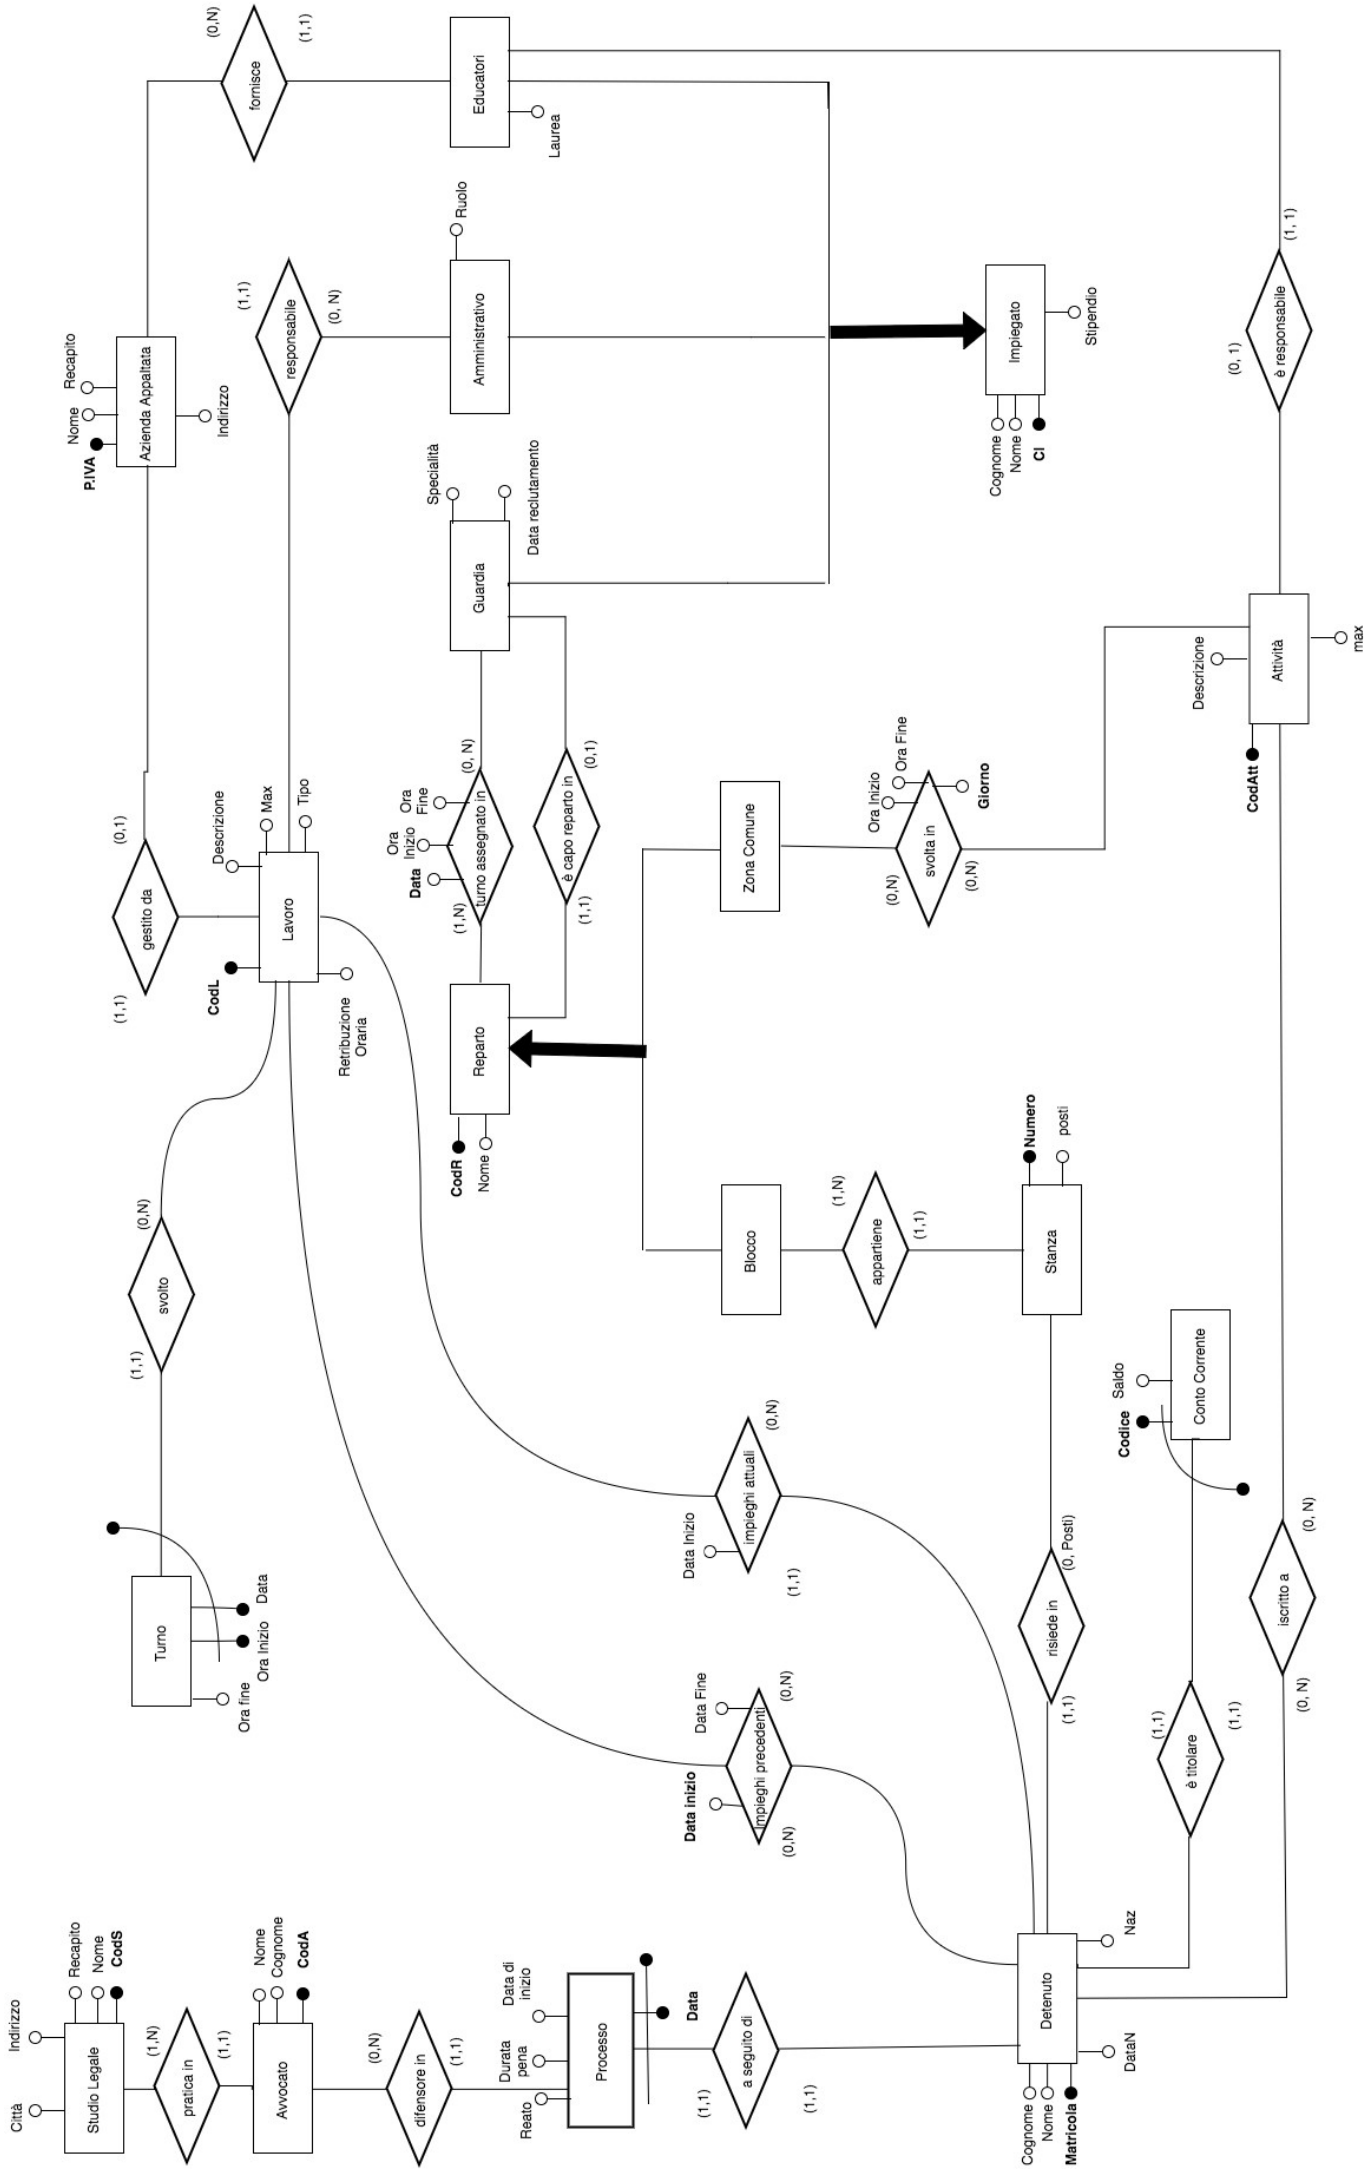 Città
Indirizzo
Studio Legale
Recapito
Nome
CodS
(1,N)
pratica in
(1,1)
Avvocato
Nome
Cognome
CodA
(0,N)
difensore in
(1,1)
Reato
Durata
pena
Data di
inizio
Processo
Data
(1,1)
a seguito di
(1,1)
Cognome
Nome
Matricola
Detenuto
DataN
Naz
Turno
Ora fine
Ora Inizio
Data
(1,1)
svolto
(0,N)
(1,1)
gestito da
(0,1)
CodL
Descrizione
Max
Tipo
Lavoro
Retribuzione
Oraria
P.IVA
Nome
Recapito
Azienda Appaltata
Indirizzo
(0,N)
fornisce
(1,1)
(1,1)
responsabile
(0, N)
Data inizio
Data Fine
Impieghi precedenti
(0,N)
(0,N)
Data Inizio
impieghi attuali
(1,1)
(0,N)
CodR
Nome
Reparto
Data
Ora
Inizio
Ora
Fine
(1,N)
turno assegnato in
(0, N)
(1,1)
è capo reparto in
(0,1)
Guardia
Specialità
Data reclutamento
Amministrativo
Ruolo
Educatori
Laurea
Blocco
Zona Comune
(1,N)
appartiene
(1,1)
Ora Inizio
Ora Fine
Giorno
(0,N)
svolta in
(0,N)
Cognome
Nome
CI
Impiegato
Stipendio
Stanza
Numero
posti
(1,1)
risiede in
(0, Posti)
(1,1)
è titolare
(1,1)
Codice
Saldo
Conto Corrente
(0, N)
iscritto a
(0, N)
CodAtt
Descrizione
Attività
max
(0, 1)
è responsabile
(1, 1)